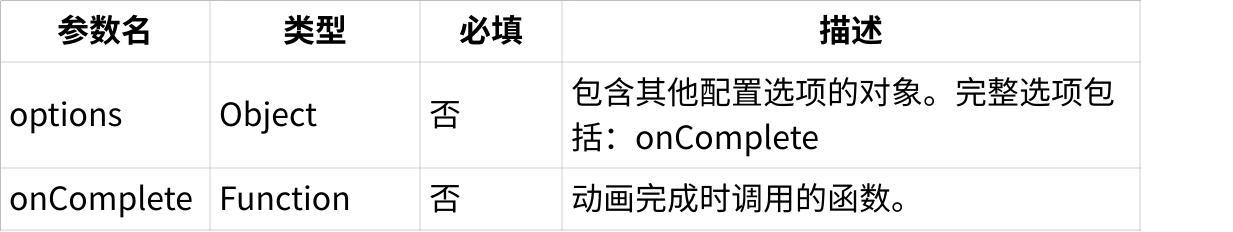 参数名 类型 必填 描述
options Object 否 包含其他配置选项的对象。完整选项包
括：onComplete
onComplete Function 否 动画完成时调用的函数。